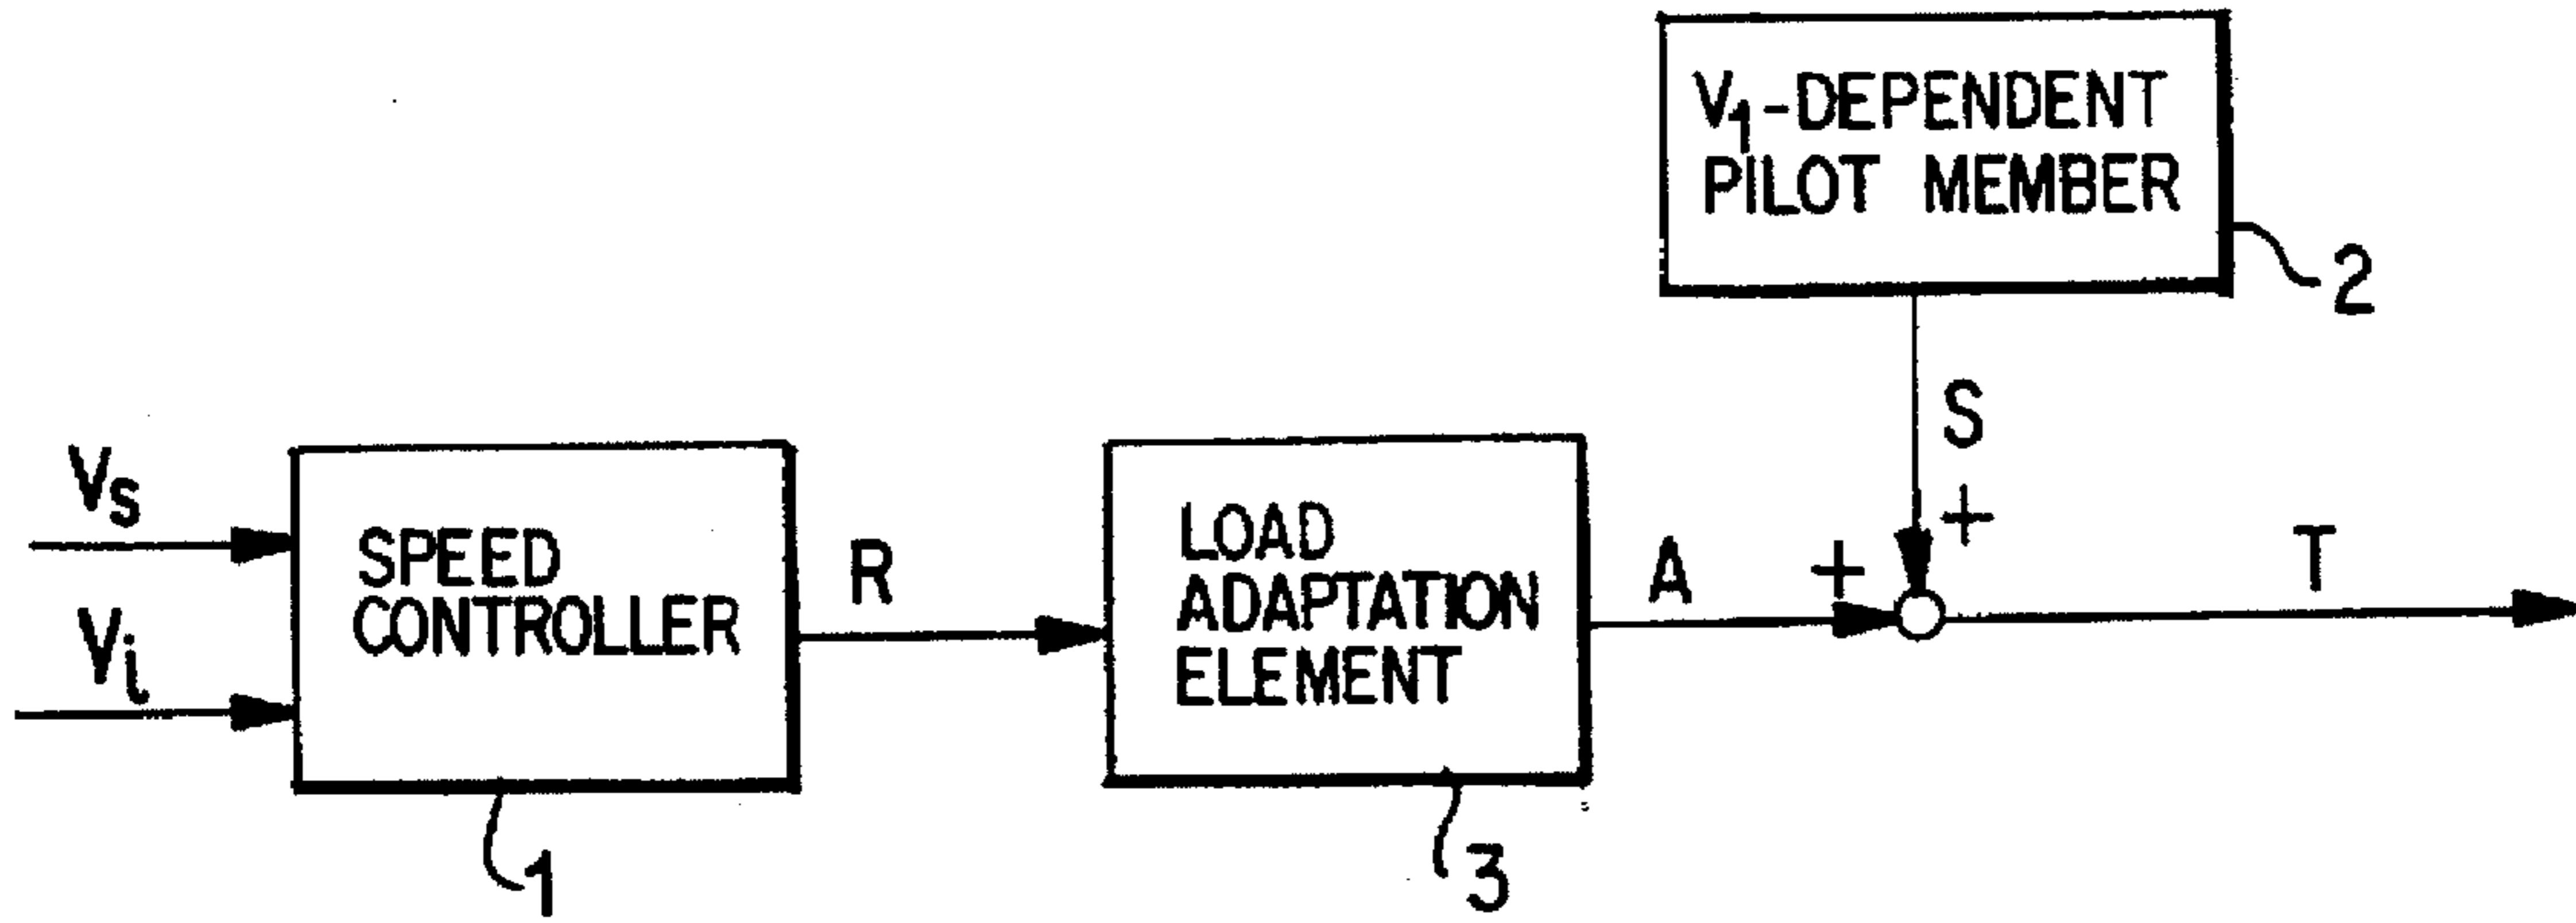 V₁-DEPENDENT
PILOT MEMBER
2
S
+
Vₛ
Vᵢ
SPEED
CONTROLLER
1
R
LOAD
ADAPTATION
ELEMENT
3
A
+
T